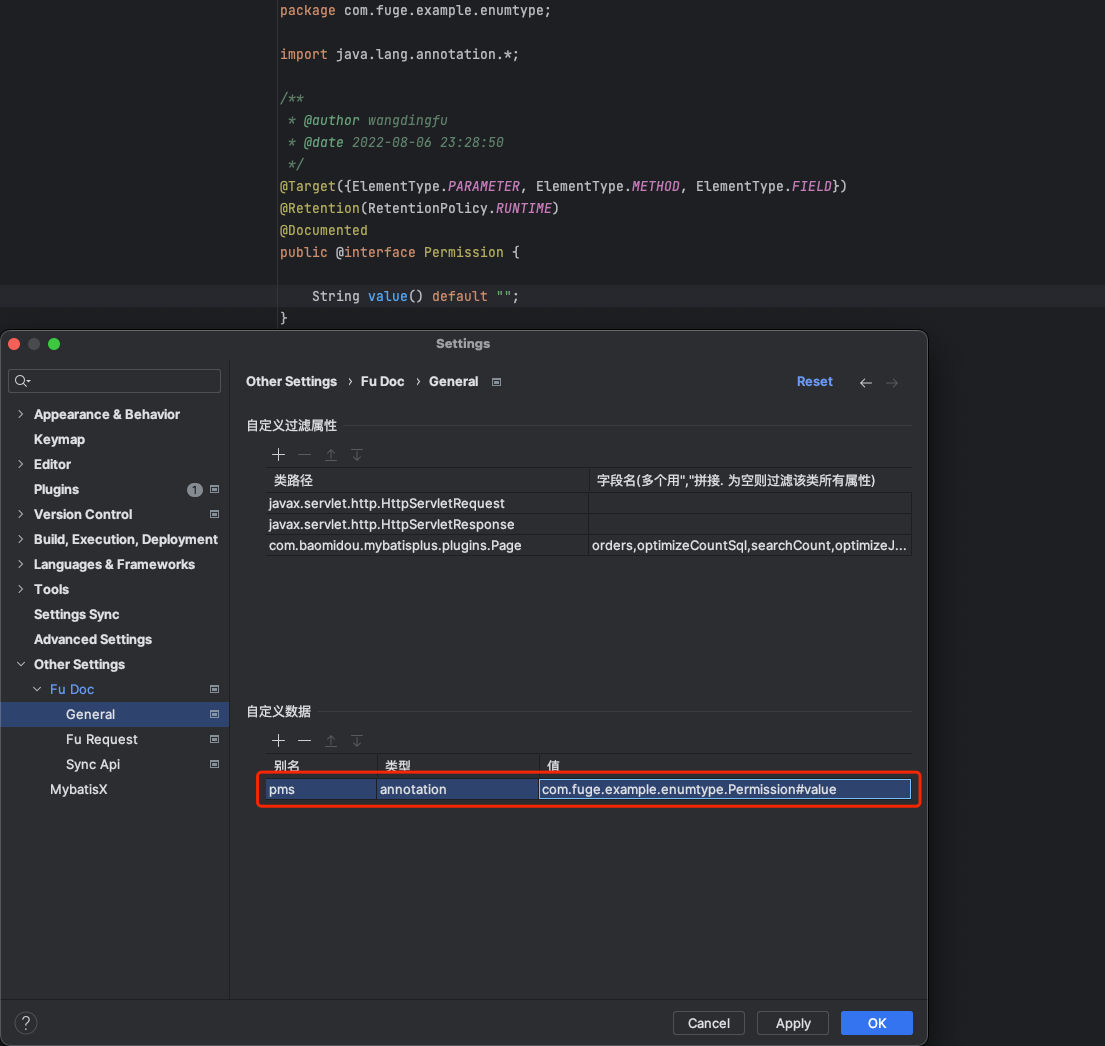 package com.fuge.example.enumtype;
import java.lang.annotation.*;
/**
* @author wangdingfu
* @date 2022-08-06 23:28:50
*/
@Target({ElementType.PARAMETER, ElementType.METHOD, ElementType.FIELD})
@Retention(RetentionPolicy.RUNTIME)
@Documented
public @interface Permission {
String value() default "";
}
Settings
Other Settings › Fu Doc › General
Reset
Appearance & Behavior
Keymap
Editor
Plugins 1
Version Control
Build, Execution, Deployment
Languages & Frameworks
Tools
Settings Sync
Advanced Settings
Other Settings
Fu Doc
General
Fu Request
Sync Api
MybatisX
自定义过滤属性
类路径 字段名(多个用","拼接. 为空则过滤该类所有属性)
javax.servlet.http.HttpServletRequest
javax.servlet.http.HttpServletResponse
com.baomidou.mybatisplus.plugins.Page orders,optimizeCountSql,searchCount,optimizeJ...
自定义数据
别名 类型 值
pms annotation com.fuge.example.enumtype.Permission#value
?
Cancel Apply OK